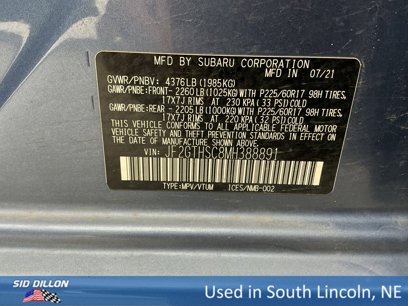 MFD BY SUBARU CORPORATION 07/21
GVWR/PNBV: 4376LB (1985KG)
GAWR/PNBE:FRONT- 2260LB(1025KG)WITH P225/60R17 98H TIRES,
17X7J RIMS AT 230 KPA (33 PSI)COLD
GAWR/PNBE:REAR - 2205LB(1000KG)WITH P225/60R17 98H TIRES,
17X7J RIMS AT 220 KPA (32 PSI)COLD
THIS VEHICLE CONFORMS TO ALL APPLICABLE
FEDERAL MOTOR VEHICLE SAFETY, BUMPER, AND
THEFT PREVENTION STANDARDS IN EFFECT ON THE
DATE OF MANUFACTURE SHOWN ABOVE.
VIN: JF2GTHSC8MH388891
TYPE:MPV/VTUM ICES/NMB-002
SID DILLON
Used in South Lincoln, NE